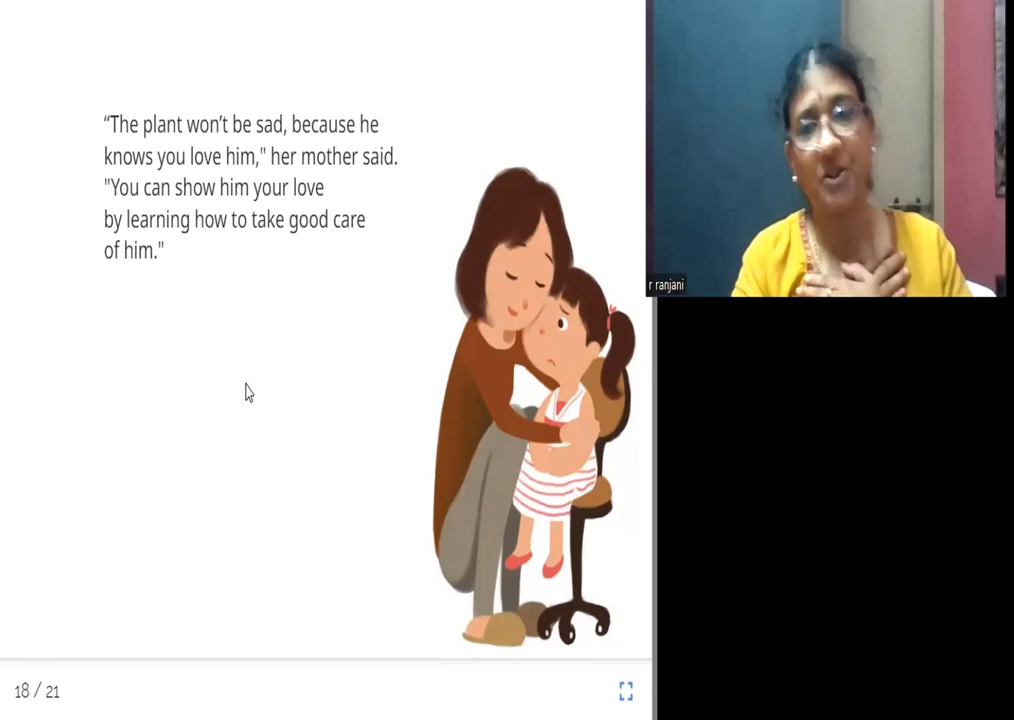 “The plant won’t be sad, because he
knows you love him," her mother said.
"You can show him your love
by learning how to take good care
of him."
r ranjani
18 / 21